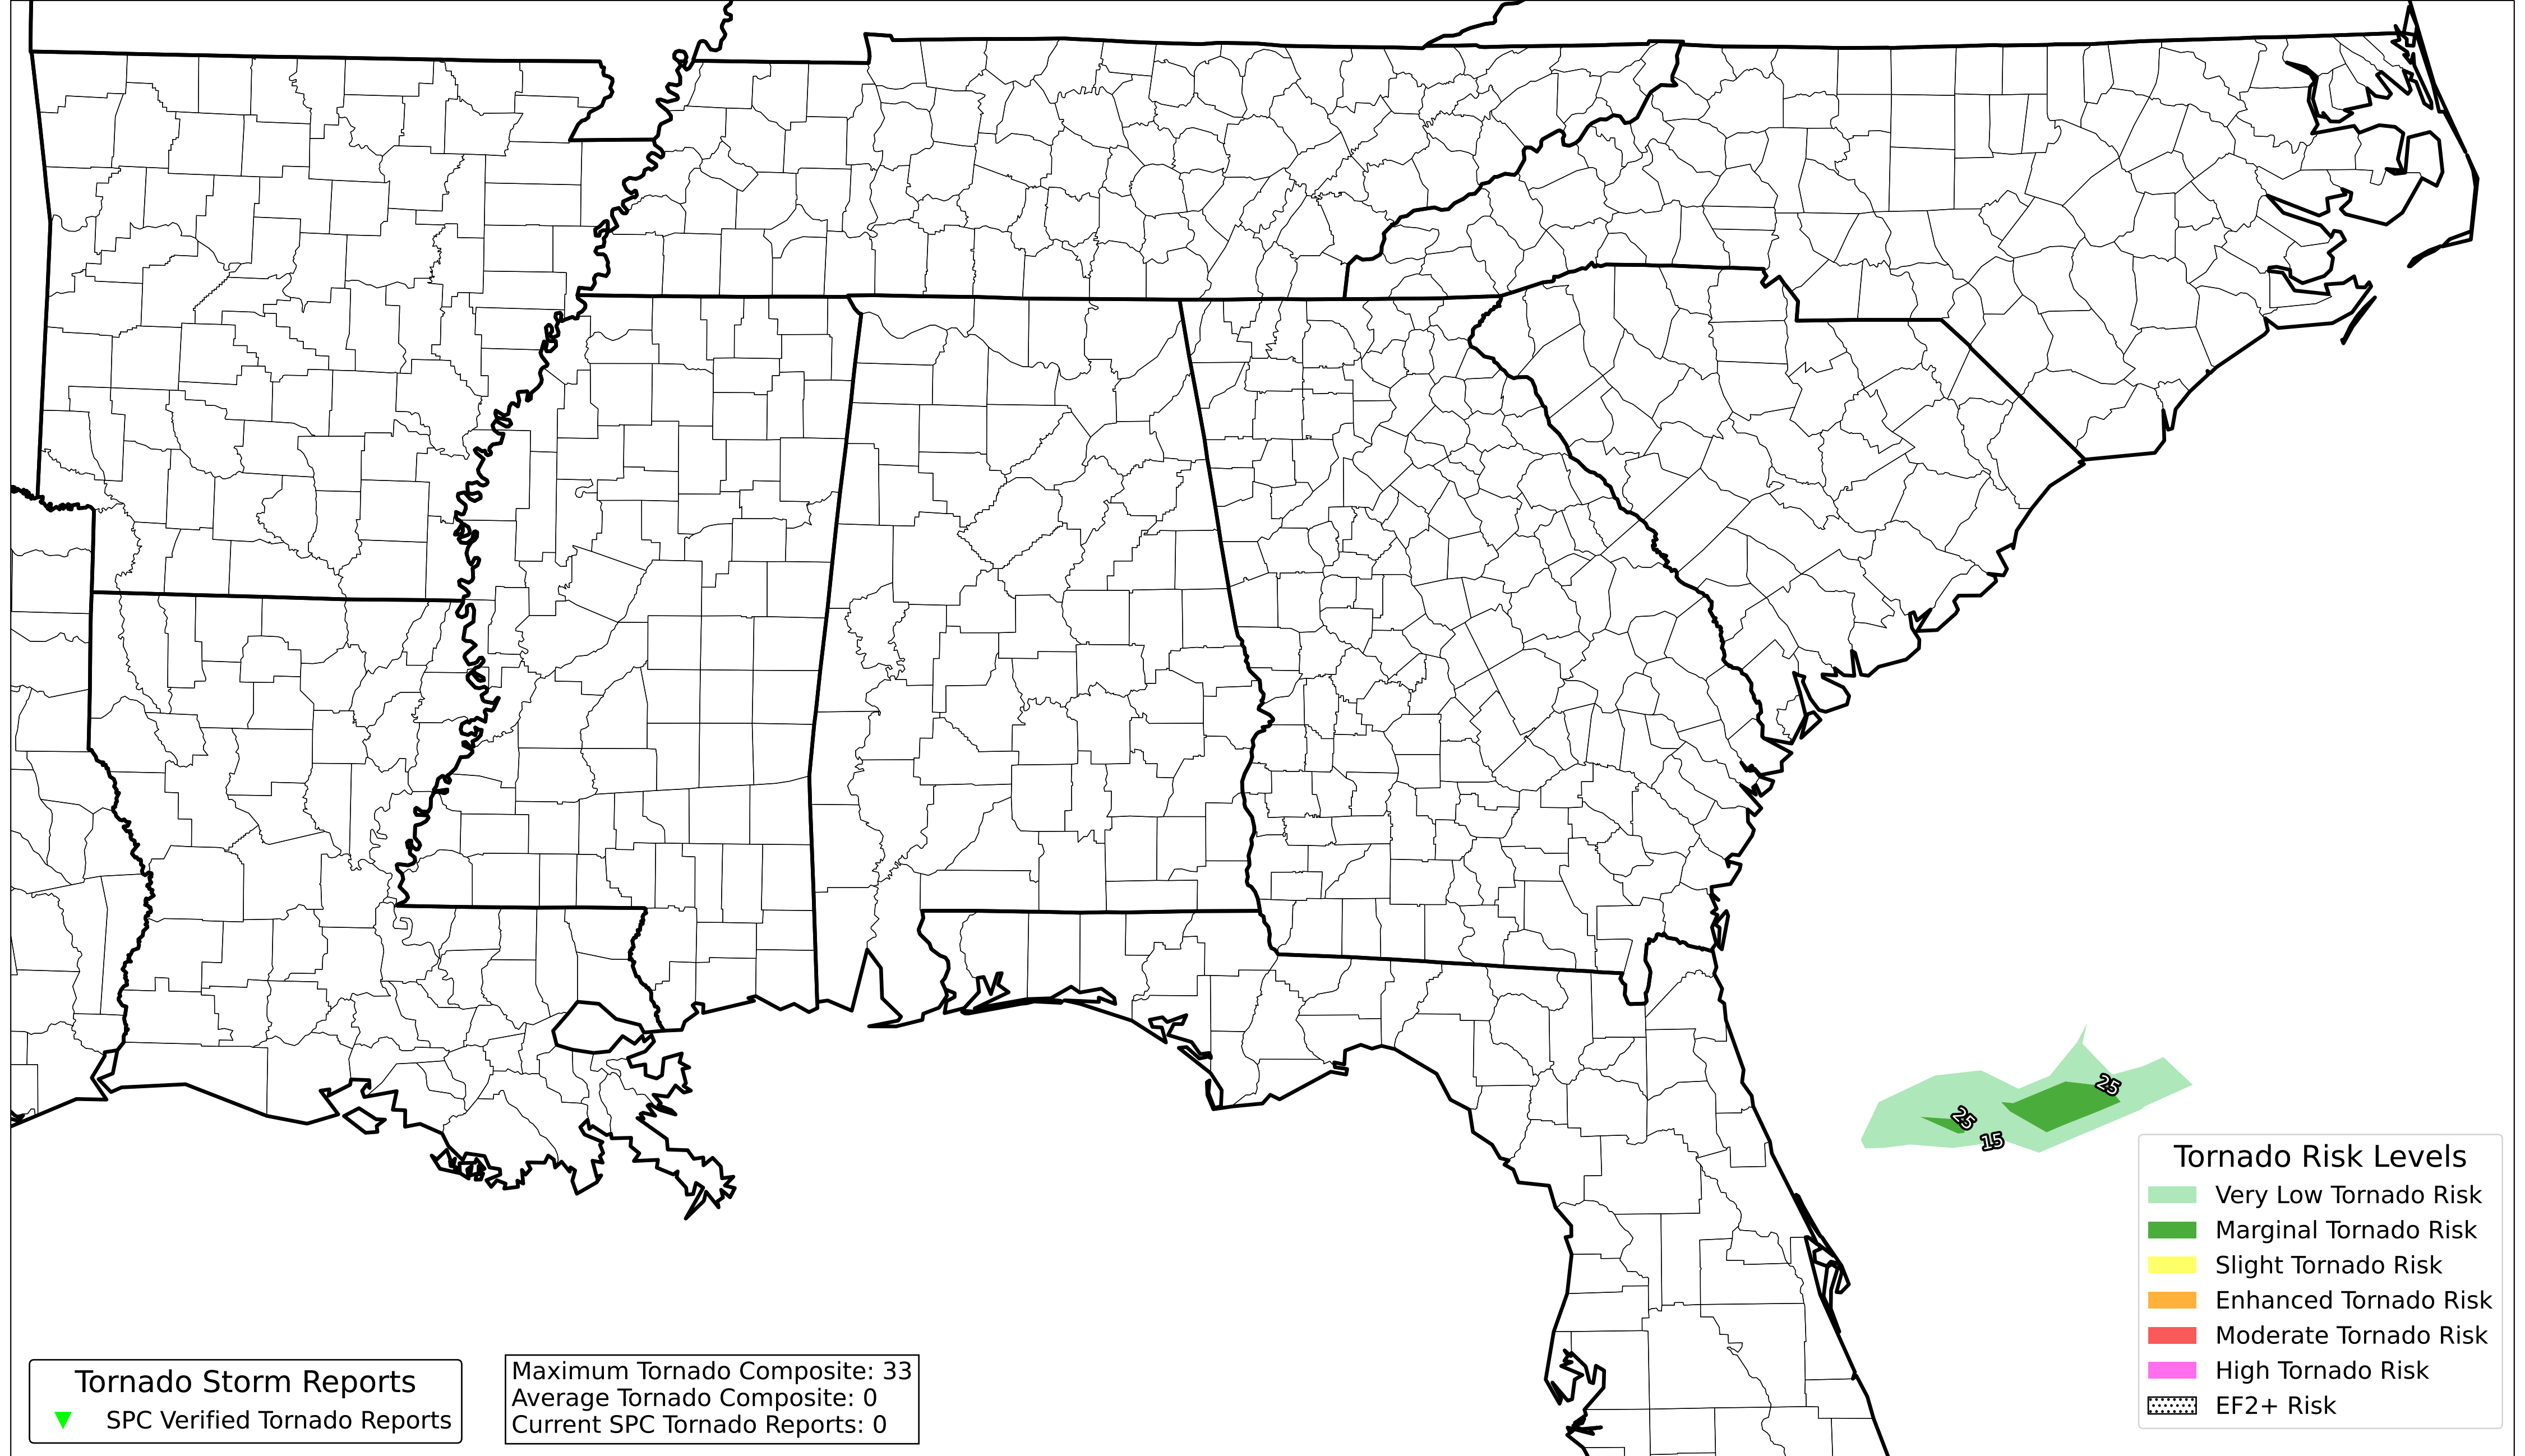 25
25
15
Tornado Risk Levels
Very Low Tornado Risk
Marginal Tornado Risk
Slight Tornado Risk
Enhanced Tornado Risk
Moderate Tornado Risk
High Tornado Risk
EF2+ Risk
Tornado Storm Reports
SPC Verified Tornado Reports
Maximum Tornado Composite: 33
Average Tornado Composite: 0
Current SPC Tornado Reports: 0